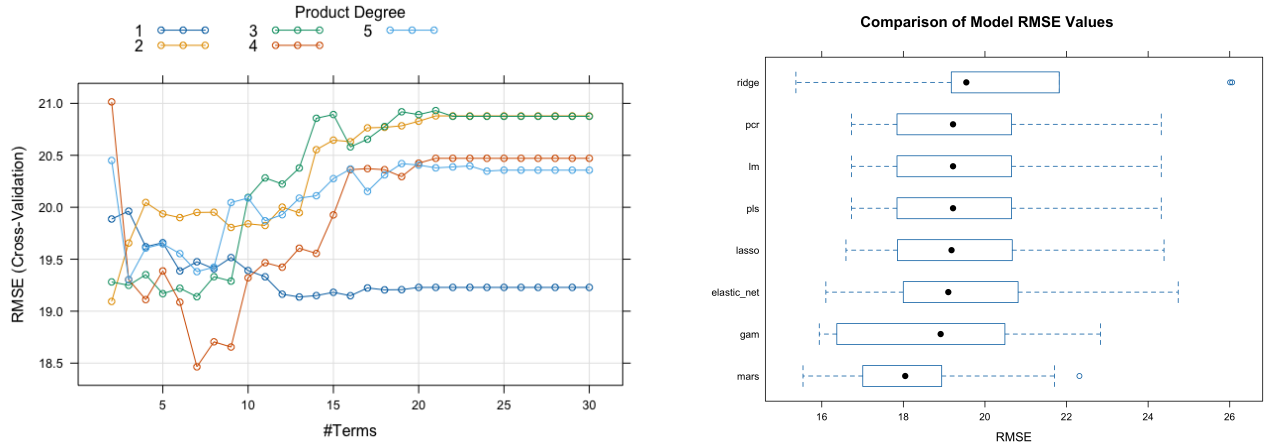 Product Degree
1 3 5
2 4
RMSE (Cross-Validation)
21.0
20.5
20.0
19.5
19.0
18.5
5 10 15 20 25 30
#Terms
Comparison of Model RMSE Values
ridge
pcr
lm
pls
lasso
elastic_net
gam
mars
16 18 20 22 24 26
RMSE